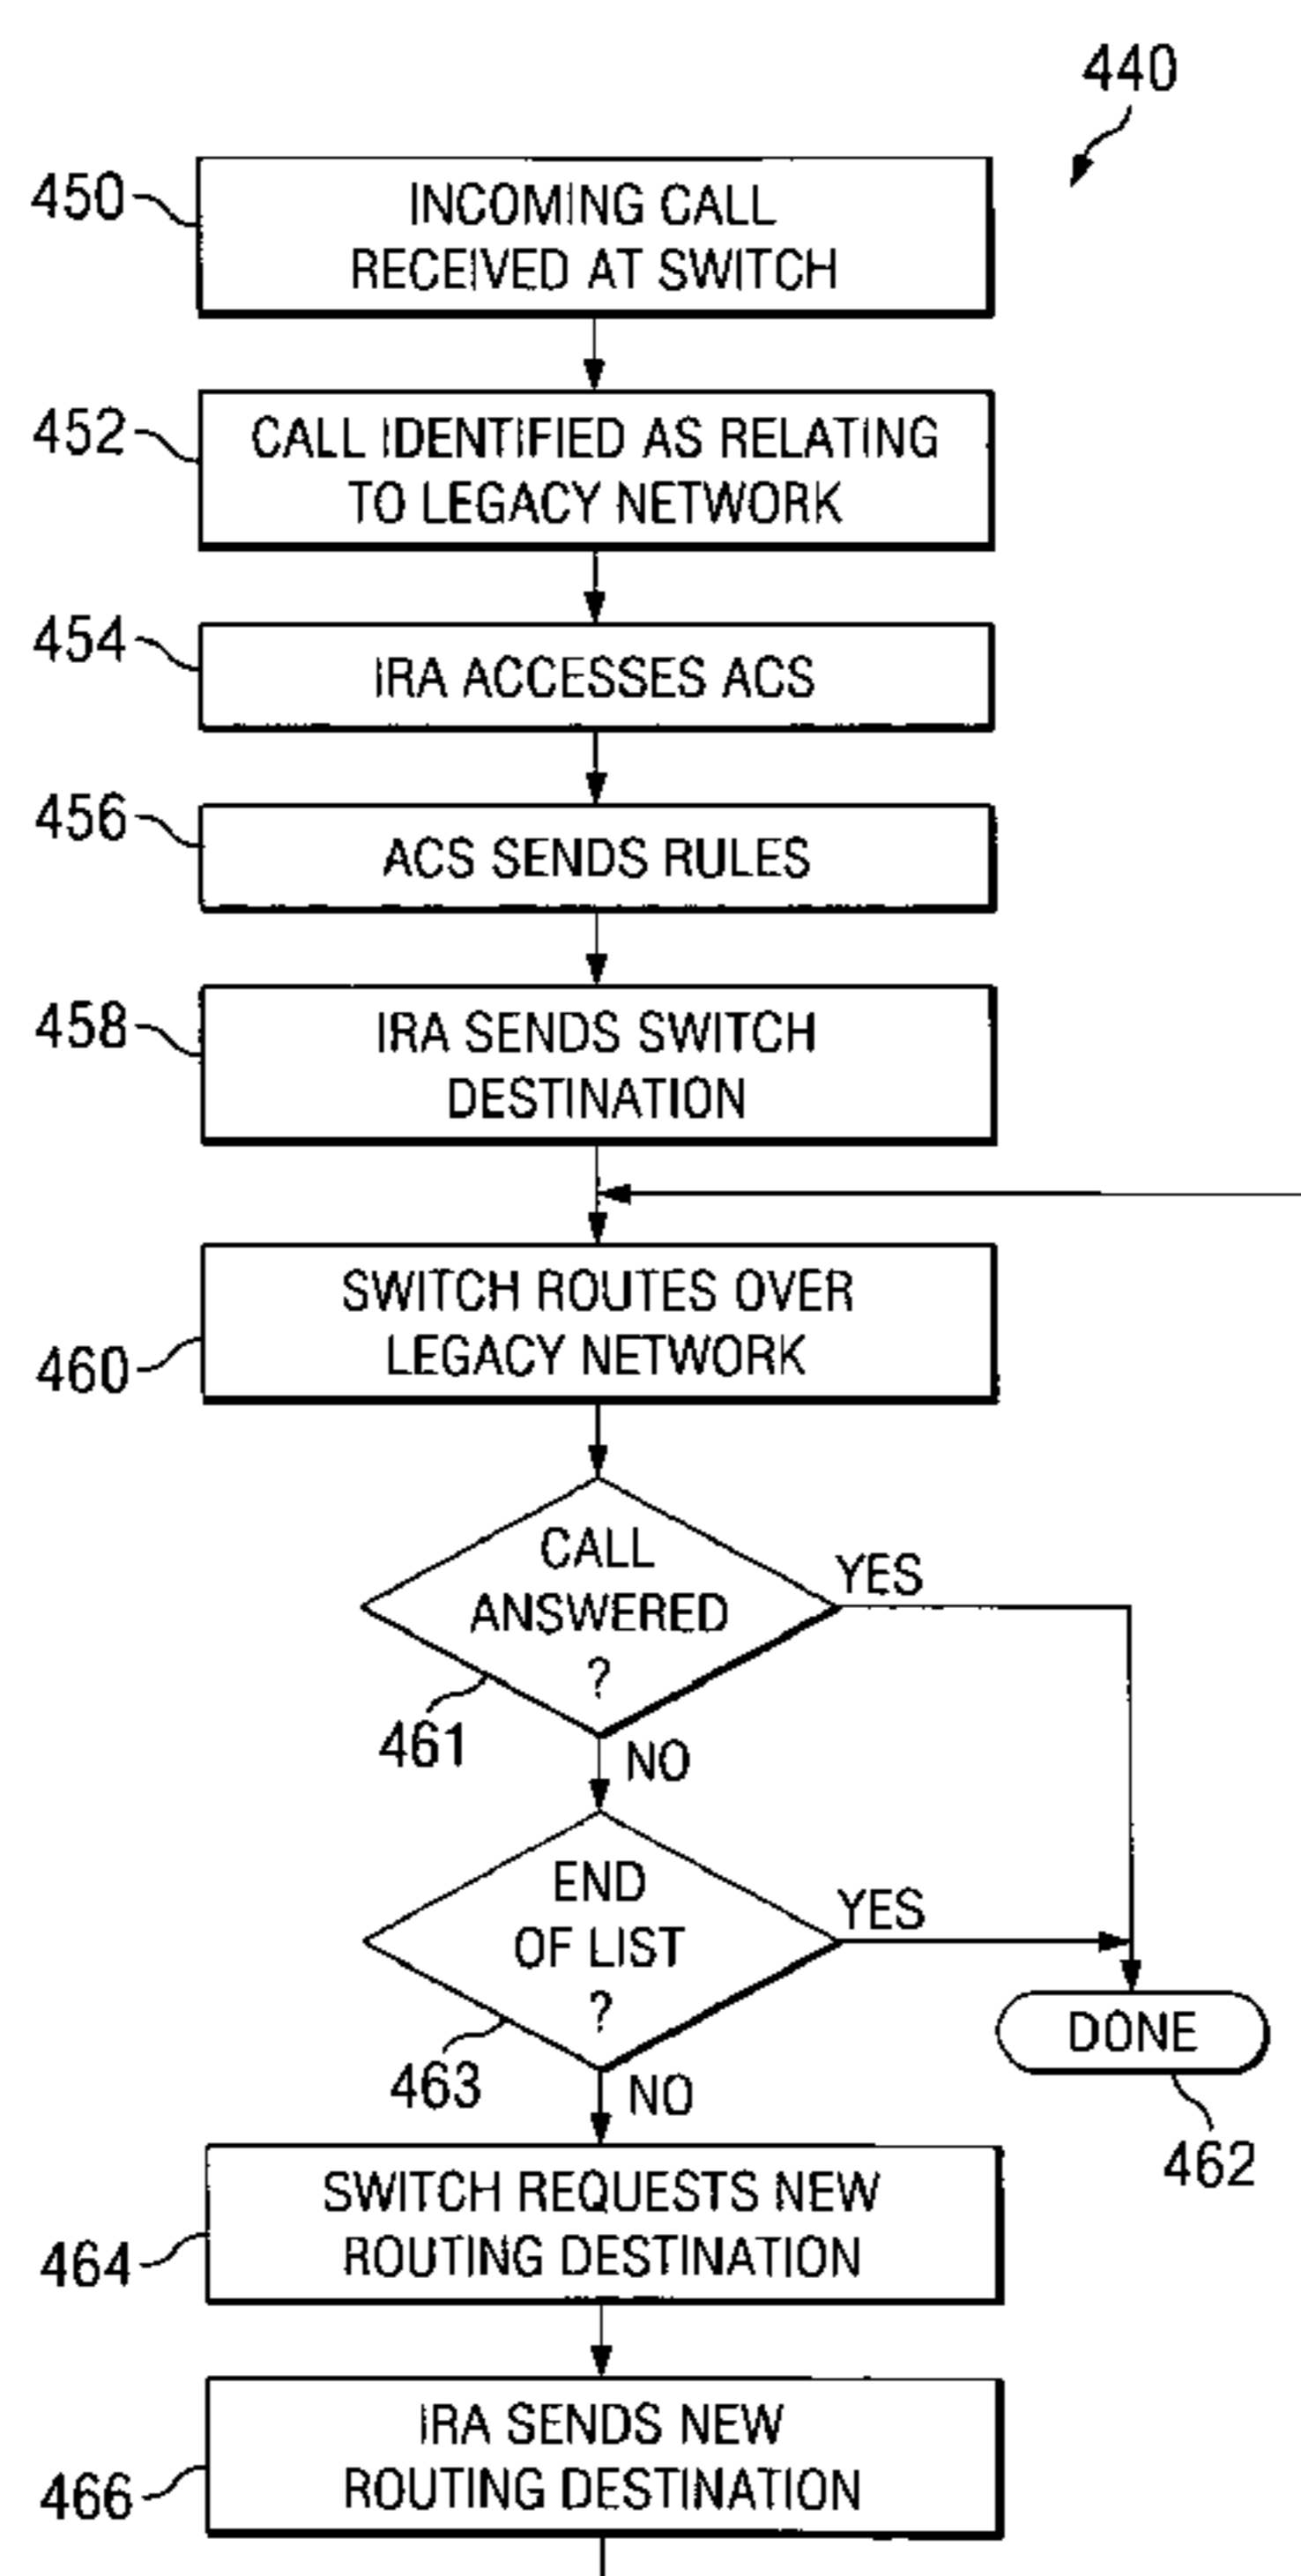 440
450
INCOMING CALL
RECEIVED AT SWITCH
452
CALL IDENTIFIED AS RELATING
TO LEGACY NETWORK
454
IRA ACCESSES ACS
456
ACS SENDS RULES
458
IRA SENDS SWITCH
DESTINATION
460
SWITCH ROUTES OVER
LEGACY NETWORK
CALL
ANSWERED
?
YES
461
NO
END
OF LIST
?
YES
463
NO
DONE
462
464
SWITCH REQUESTS NEW
ROUTING DESTINATION
466
IRA SENDS NEW
ROUTING DESTINATION